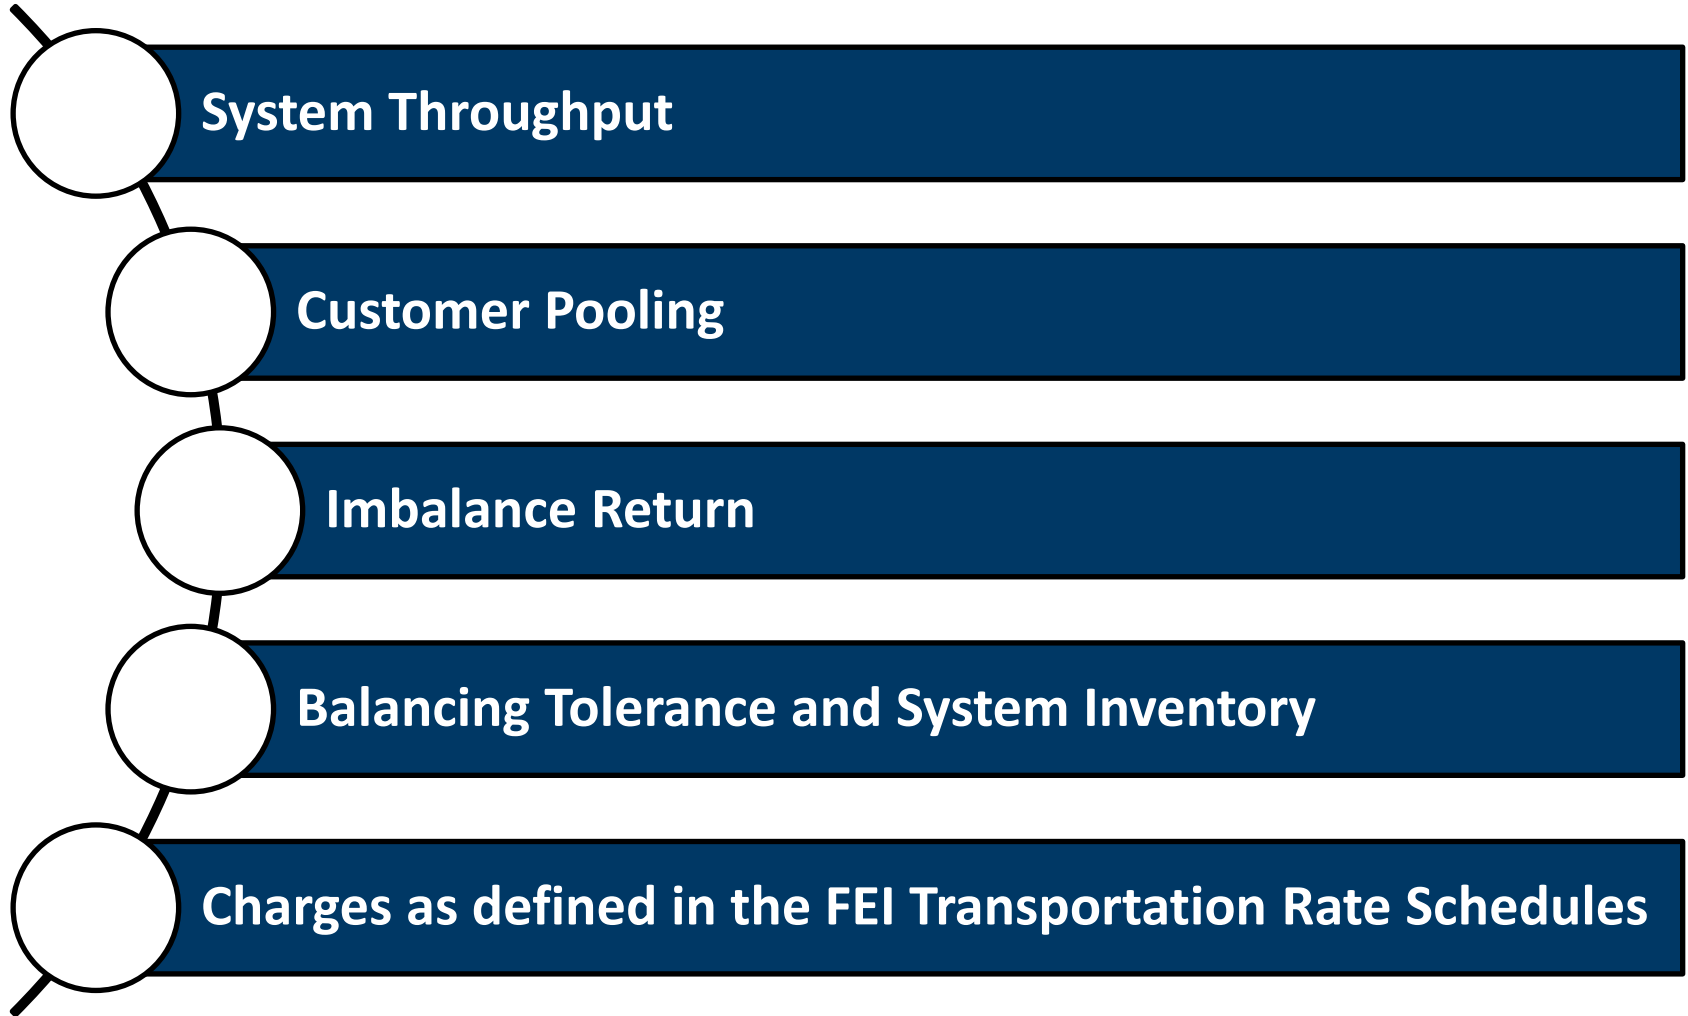 System Throughput
Customer Pooling
Imbalance Return
Balancing Tolerance and System Inventory
Charges as defined in the FEI Transportation Rate Schedules